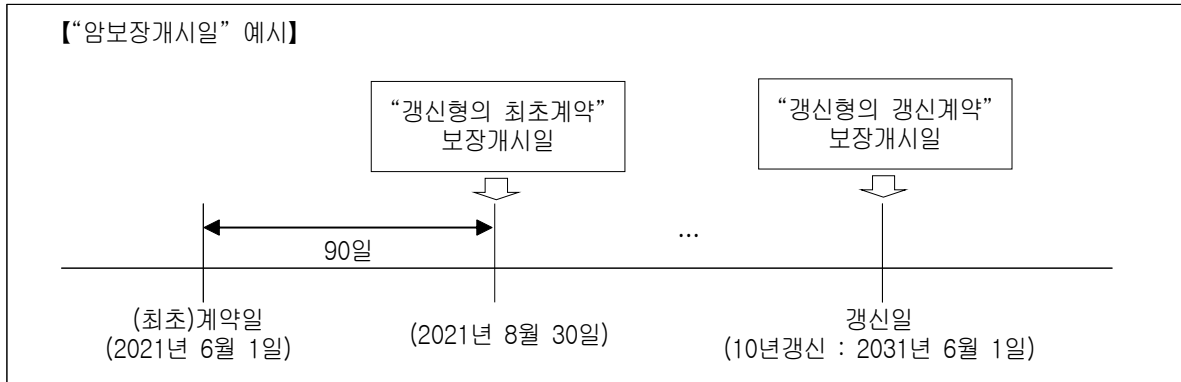 【“암보장개시일” 예시】
“갱신형의 최초계약”
보장개시일
“갱신형의 갱신계약”
보장개시일
90일
...
(최초)계약일
(2021년 6월 1일)
(2021년 8월 30일)
갱신일
(10년갱신 : 2031년 6월 1일)